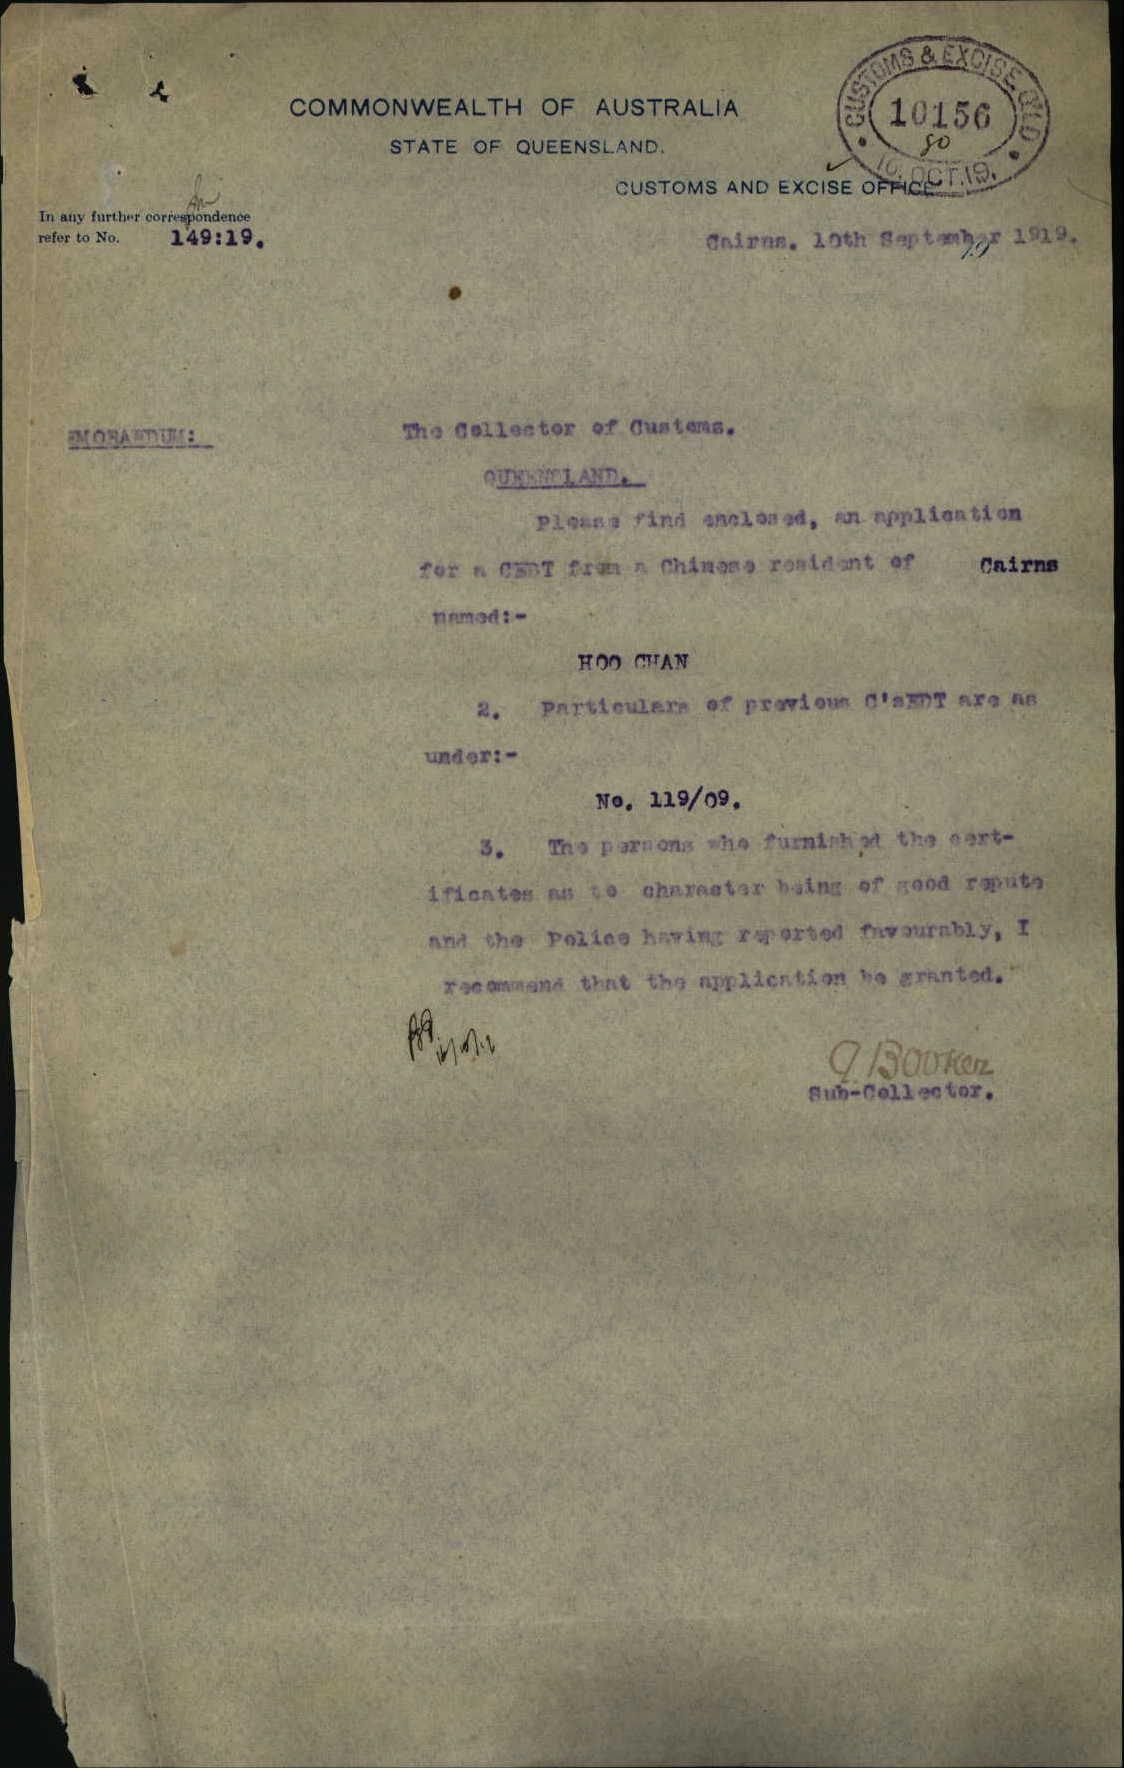 COMMONWEALTH OF AUSTRALIA
STATE OF QUEENSLAND.
CUSTOMS & EXCISE, QLD
10156
10. OCT. 19.
CUSTOMS AND EXCISE OFFICE
In any further correspondence
refer to No. 149:19.
Cairns. 10th September 1919.
EMORANDUM:
The Collector of Customs.
QUEENSLAND.
Please find enclosed, an application
for a CEDT from a Chinese resident of Cairns
named:-
HOO CHAN
2. Particulars of previous C'sEDT are as
under:-
No. 119/09.
3. The persons who furnished the cert-
ificates as to character being of good repute
and the Police having reported favourably, I
recommend that the application be granted.
Booker
Sub-Collector.